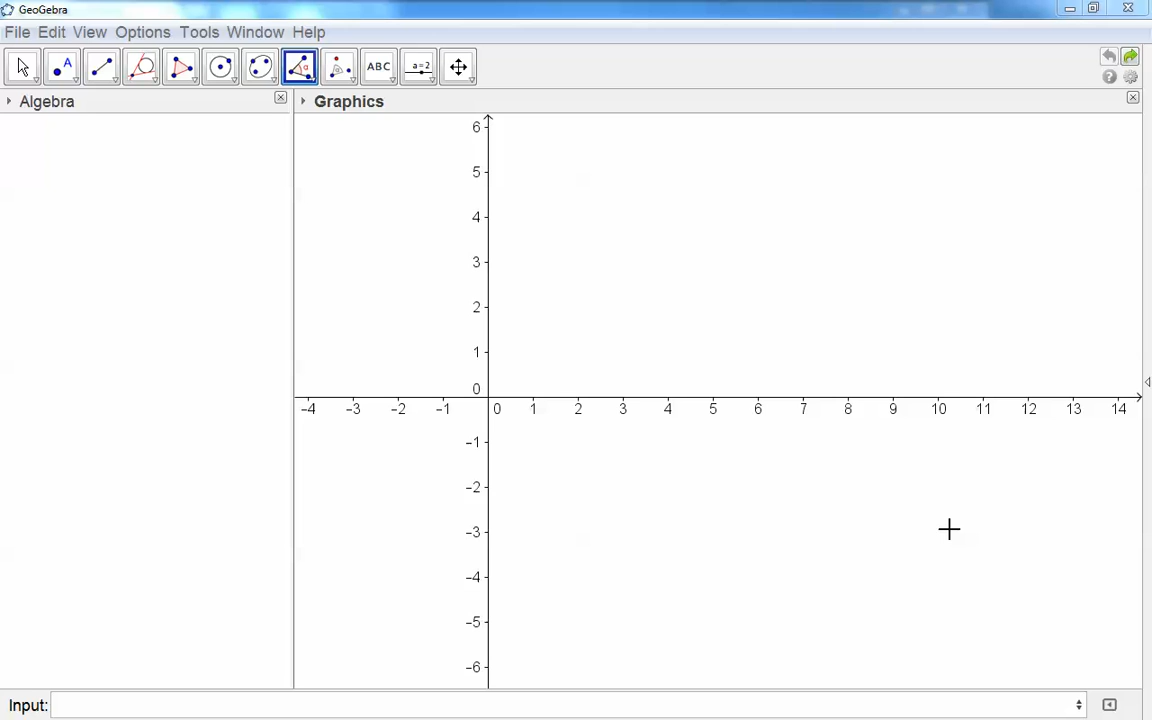 GeoGebra
File Edit View Options Tools Window Help
A
α
ABC
a=2
Algebra
Graphics
6
5
4
3
2
1
0
-4 -3 -2 -1 0 1 2 3 4 5 6 7 8 9 10 11 12 13 14
-1
-2
-3
-4
-5
-6
Input: